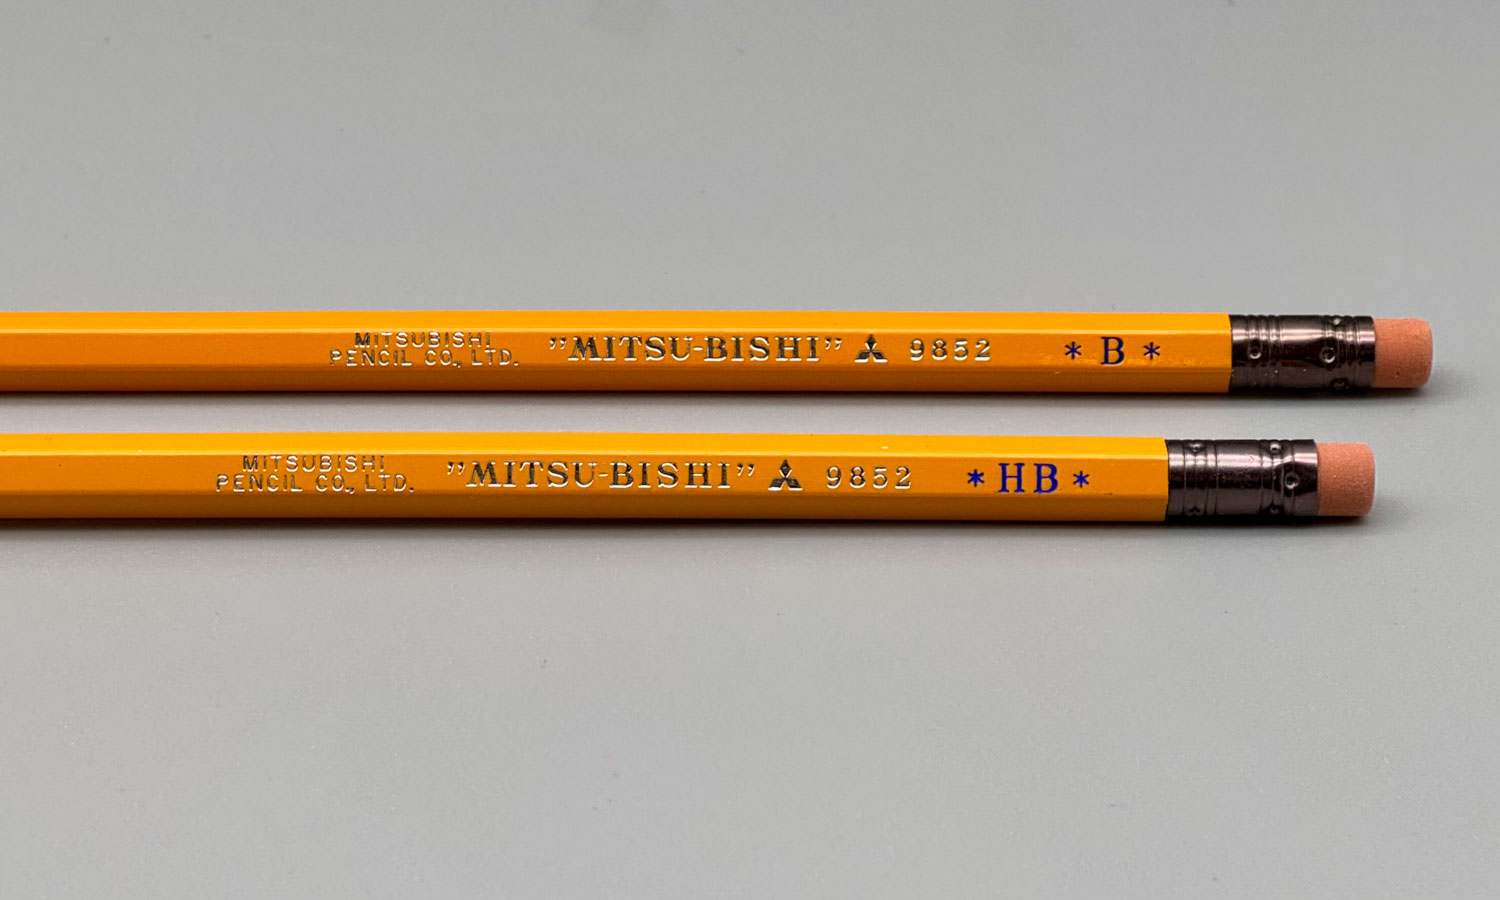 MITSUBISHI
PENCIL CO., LTD. ”MITSU-BISHI” 9852 * B *
MITSUBISHI
PENCIL CO., LTD. ”MITSU-BISHI” 9852 * HB *